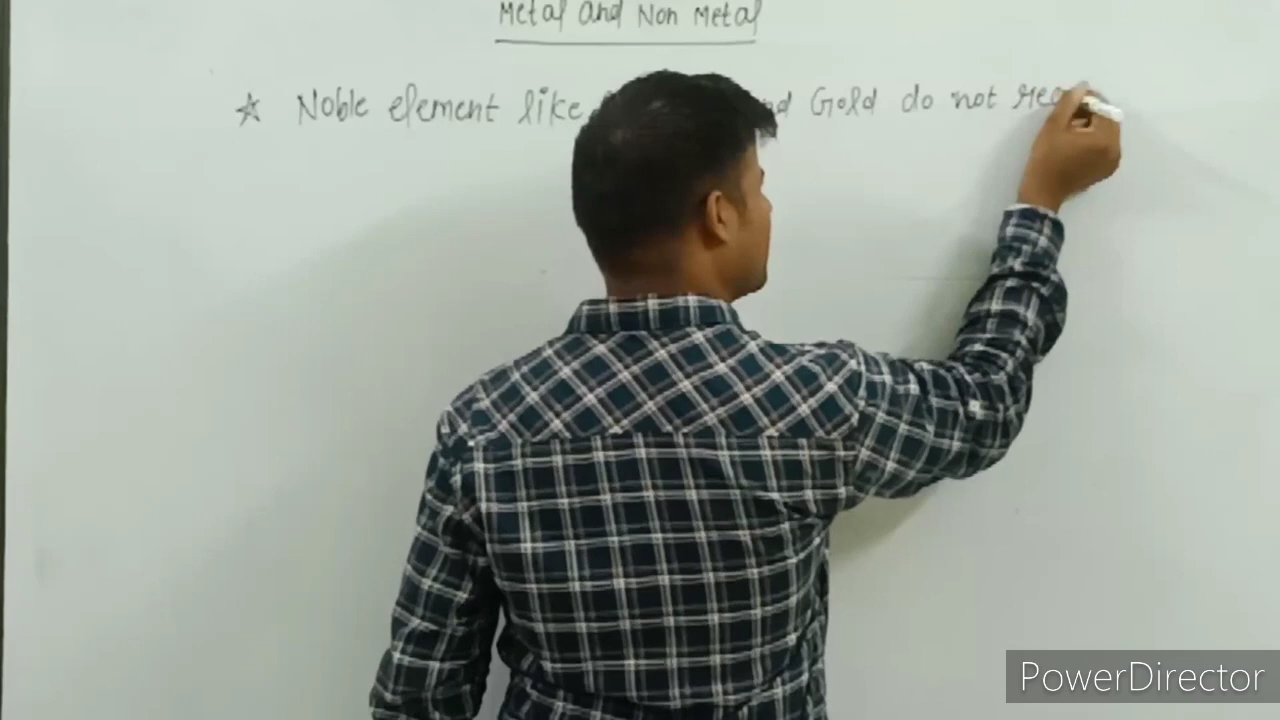 Metal and Non Metal
☆ Noble element like Gold do not
PowerDirector